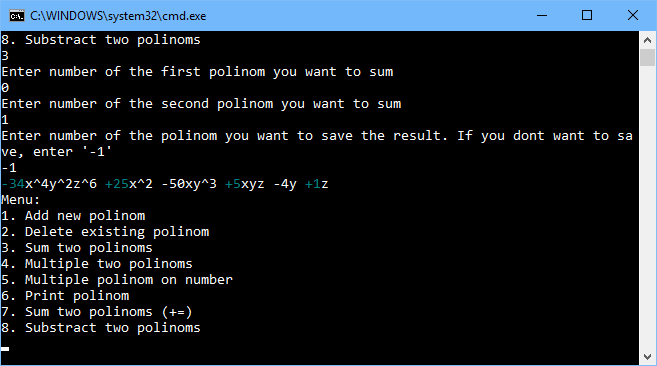 C:\WINDOWS\system32\cmd.exe
8. Substract two polinoms
3
Enter number of the first polinom you want to sum
0
Enter number of the second polinom you want to sum
1
Enter number of the polinom you want to save the result. If you dont want to sa
ve, enter '-1'
-1
-34x^4y^2z^6 +25x^2 -50xy^3 +5xyz -4y +1z
Menu:
1. Add new polinom
2. Delete existing polinom
3. Sum two polinoms
4. Multiple two polinoms
5. Multiple polinom on number
6. Print polinom
7. Sum two polinoms (+=)
8. Substract two polinoms